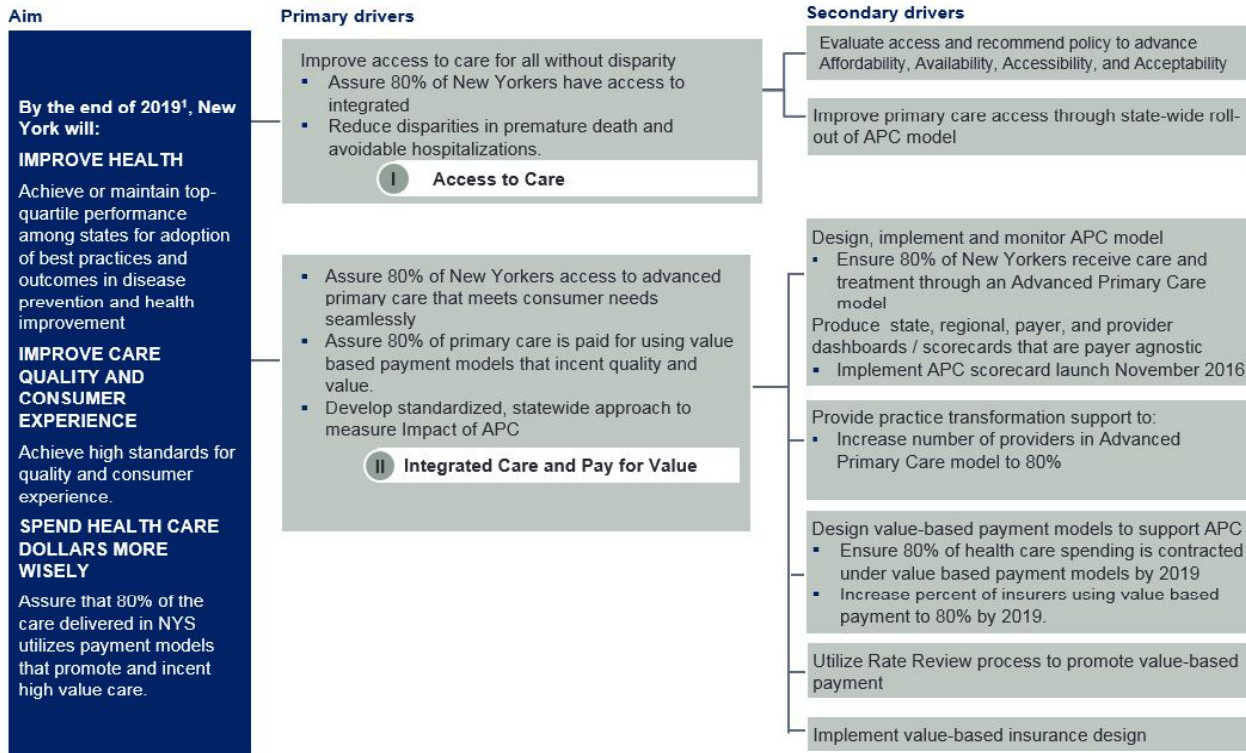 Aim
By the end of 2019¹, New
York will:
IMPROVE HEALTH
Achieve or maintain top-
quartile performance
among states for adoption
of best practices and
outcomes in disease
prevention and health
improvement
IMPROVE CARE
QUALITY AND
CONSUMER
EXPERIENCE
Achieve high standards for
quality and consumer
experience.
SPEND HEALTH CARE
DOLLARS MORE
WISELY
Assure that 80% of the
care delivered in NYS
utilizes payment models
that promote and incent
high value care.
Primary drivers
Improve access to care for all without disparity
▪ Assure 80% of New Yorkers have access to
integrated
▪ Reduce disparities in premature death and
avoidable hospitalizations.
I Access to Care
▪ Assure 80% of New Yorkers access to advanced
primary care that meets consumer needs
seamlessly
▪ Assure 80% of primary care is paid for using value
based payment models that incent quality and
value.
▪ Develop standardized, statewide approach to
measure Impact of APC
II Integrated Care and Pay for Value
Secondary drivers
Evaluate access and recommend policy to advance
Affordability, Availability, Accessibility, and Acceptability
Improve primary care access through state-wide roll-
out of APC model
Design, implement and monitor APC model
▪ Ensure 80% of New Yorkers receive care and
treatment through an Advanced Primary Care
model
Produce state, regional, payer, and provider
dashboards / scorecards that are payer agnostic
▪ Implement APC scorecard launch November 2016
Provide practice transformation support to:
▪ Increase number of providers in Advanced
Primary Care model to 80%
Design value-based payment models to support APC
▪ Ensure 80% of health care spending is contracted
under value based payment models by 2019
▪ Increase percent of insurers using value based
payment to 80% by 2019.
Utilize Rate Review process to promote value-based
payment
Implement value-based insurance design